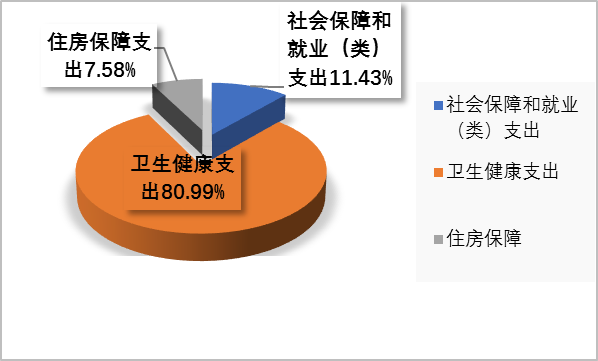 住房保障支
出7.58%
社会保障和
就业（类）
支出11.43%
卫生健康支
出80.99%
社会保障和就业
（类）支出
卫生健康支出
住房保障